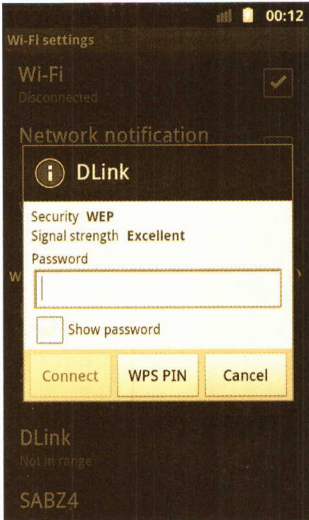 00:12
Wi-Fi settings
Wi-Fi
Disconnected
Network notification
DLink
Security WEP
Signal strength Excellent
Password
Show password
Connect WPS PIN Cancel
DLink
Not in range
SABZ4